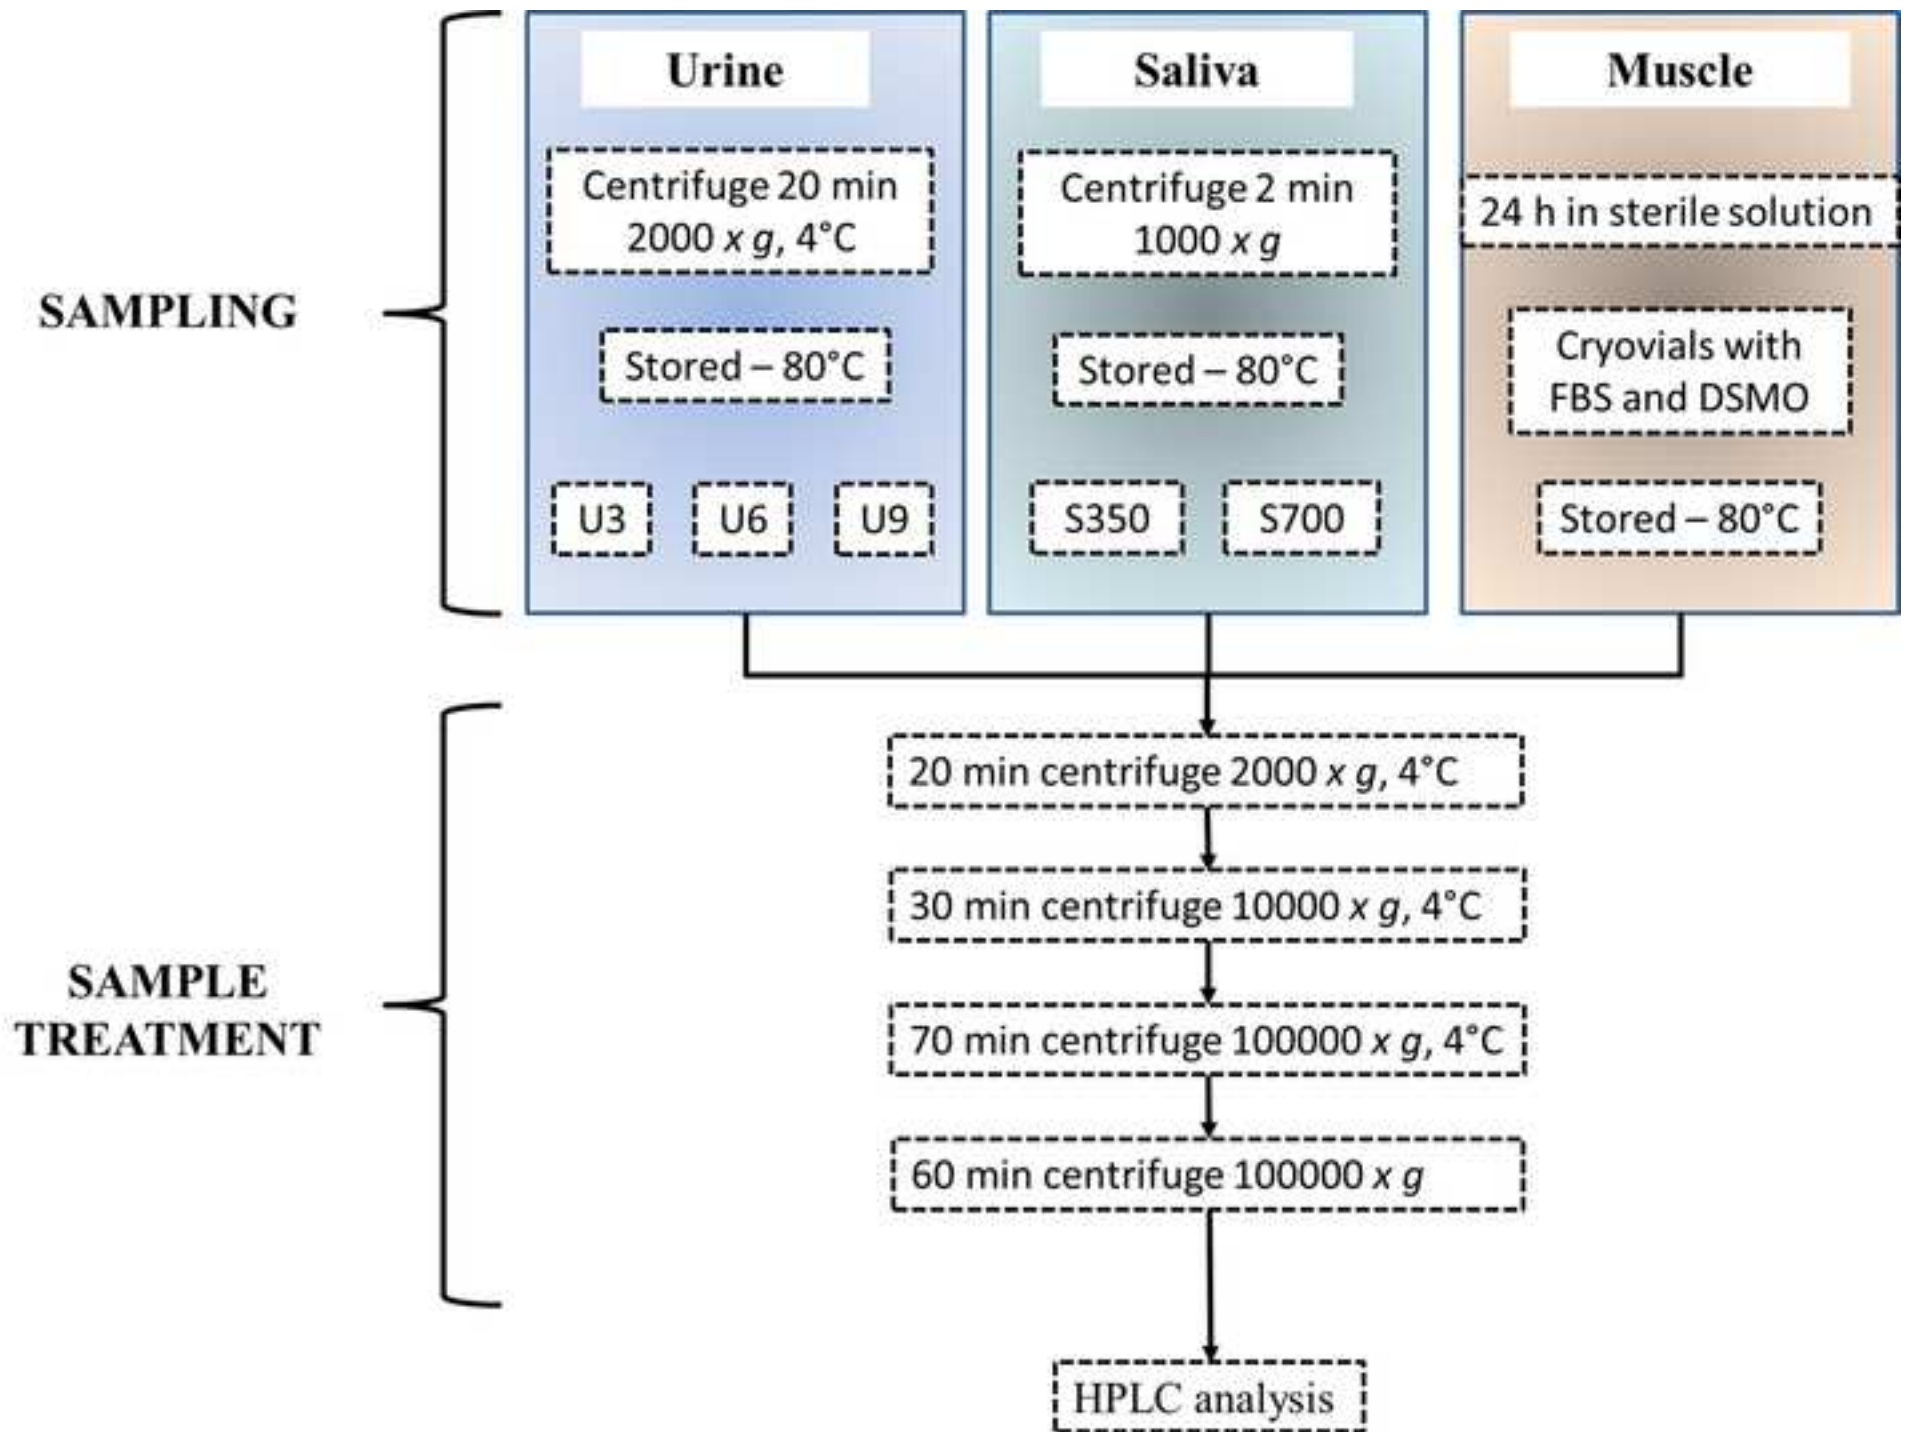 SAMPLING
Urine
Centrifuge 20 min
2000 x g, 4°C
Stored – 80°C
U3
U6
U9
Saliva
Centrifuge 2 min
1000 x g
Stored – 80°C
S350
S700
Muscle
24 h in sterile solution
Cryovials with
FBS and DSMO
Stored – 80°C
SAMPLE
TREATMENT
20 min centrifuge 2000 x g, 4°C
30 min centrifuge 10000 x g, 4°C
70 min centrifuge 100000 x g, 4°C
60 min centrifuge 100000 x g
HPLC analysis